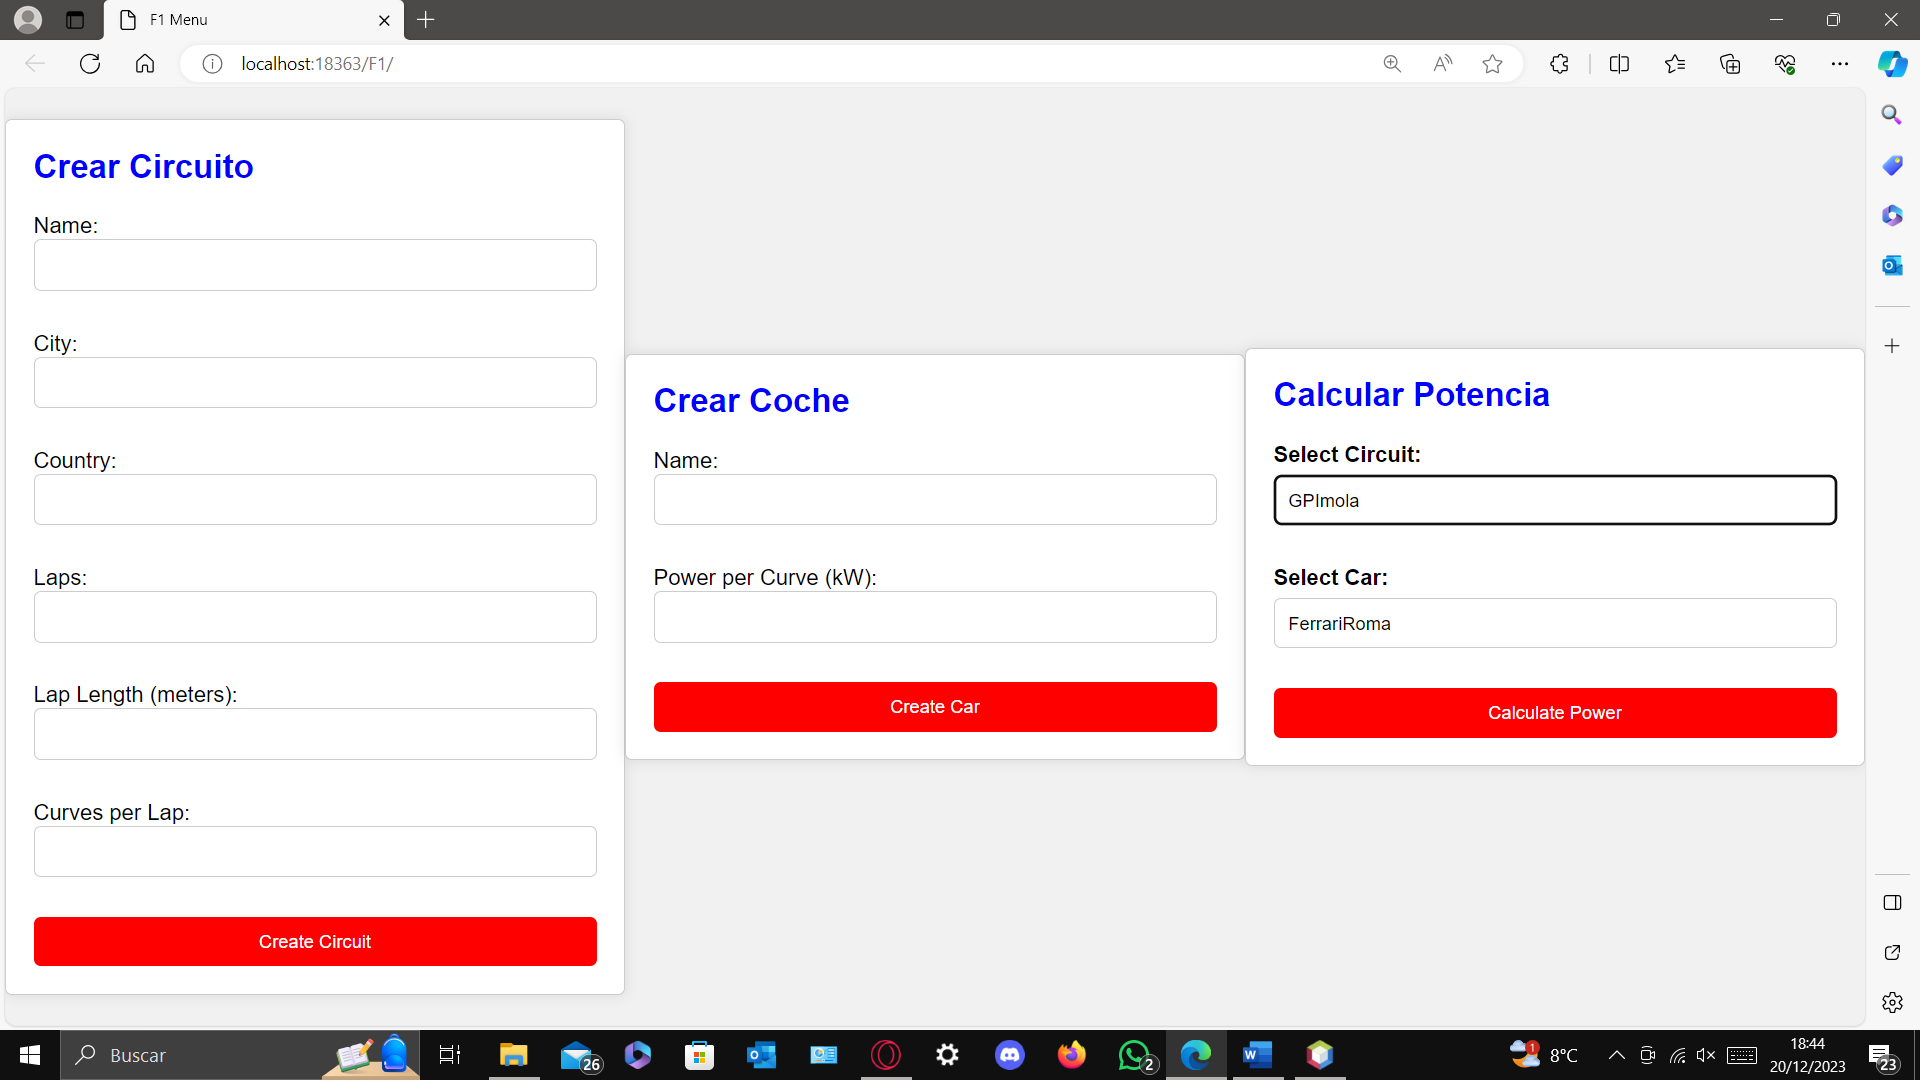 F1 Menu
localhost:18363/F1/
Crear Circuito
Name:
City:
Country:
Laps:
Lap Length (meters):
Curves per Lap:
Create Circuit
Crear Coche
Name:
Power per Curve (kW):
Create Car
Calcular Potencia
Select Circuit:
GPImola
Select Car:
FerrariRoma
Calculate Power
Buscar
26
2
1
8°C
18:44
20/12/2023
23